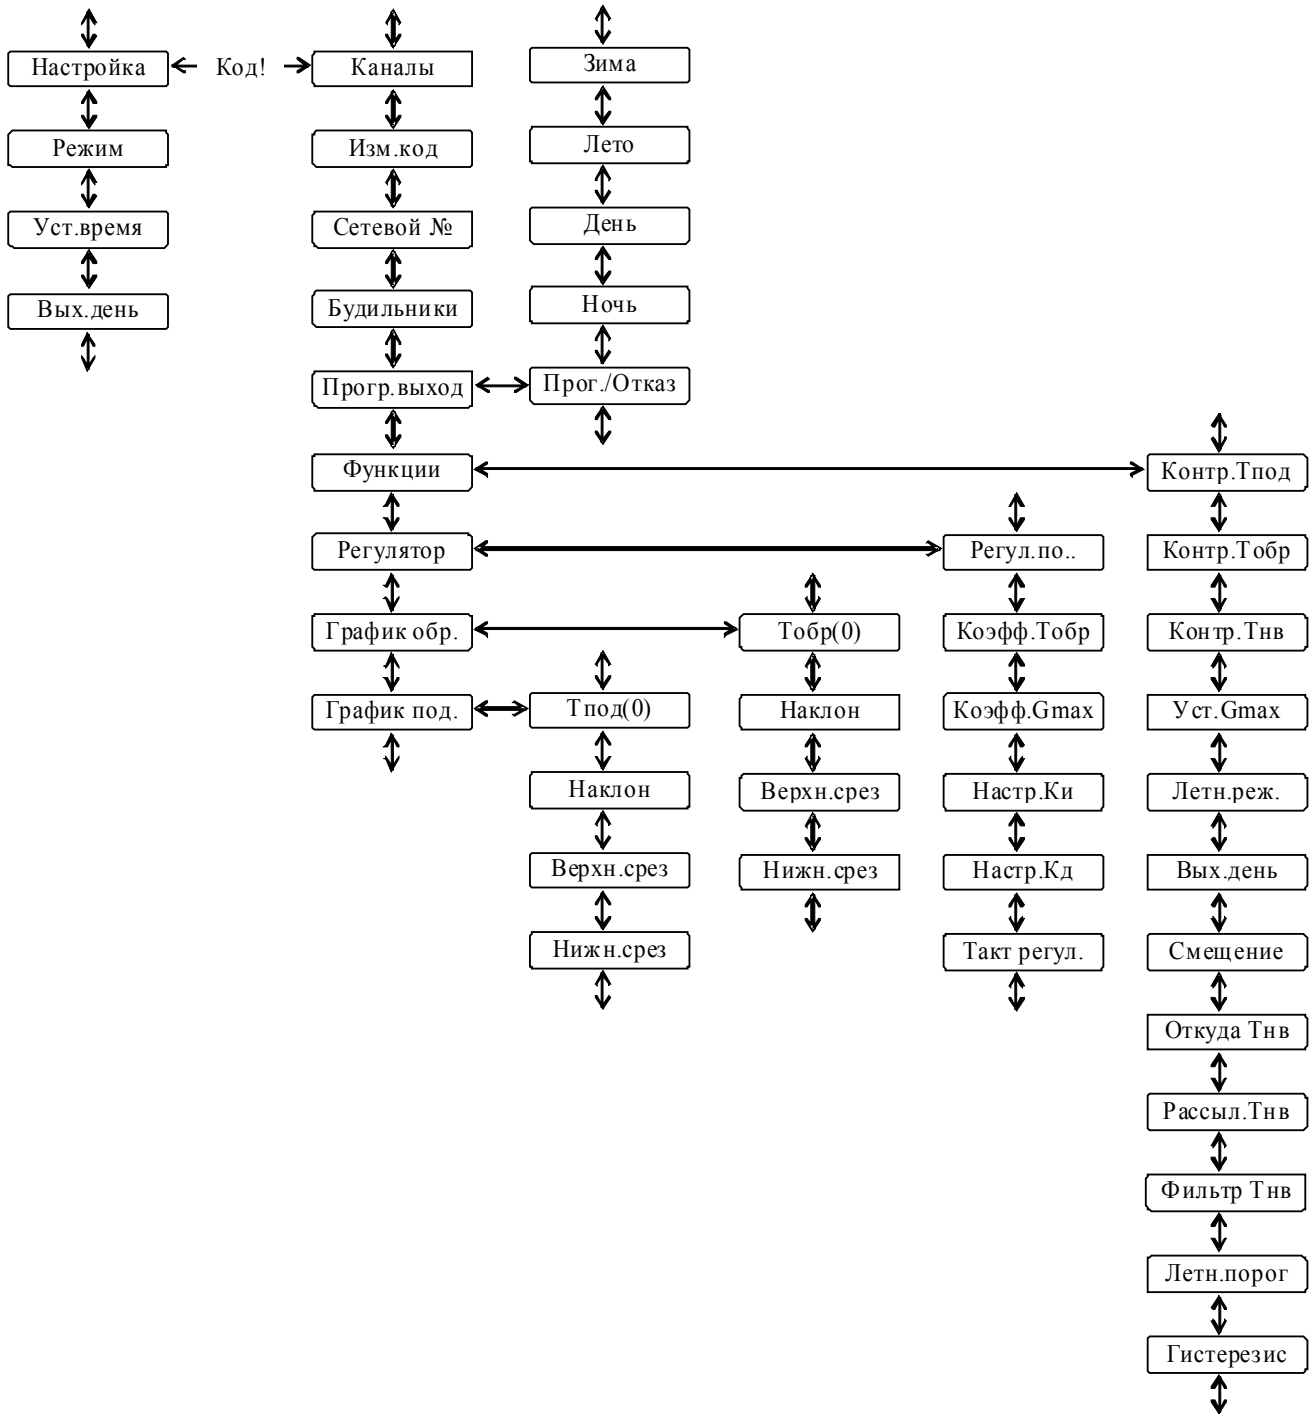 Настройка
Код!
Каналы
Зима
Режим
Изм.код
Лето
Уст.время
Сетевой №
День
Вых.день
Будильники
Ночь
Прогр.выход
Прог./Отказ
Функции
Контр.Тпод
Регулятор
Регул.по..
Контр.Тобр
График обр.
Тобр(0)
Коэфф.Тобр
Контр.Тнв
График под.
Тпод(0)
Наклон
Коэфф.Gmax
Уст.Gmax
Наклон
Верхн.срез
Настр.Ки
Летн.реж.
Верхн.срез
Нижн.срез
Настр.Кд
Вых.день
Нижн.срез
Такт регул.
Смещение
Откуда Тнв
Рассыл.Тнв
Фильтр Тнв
Летн.порог
Гистерезис